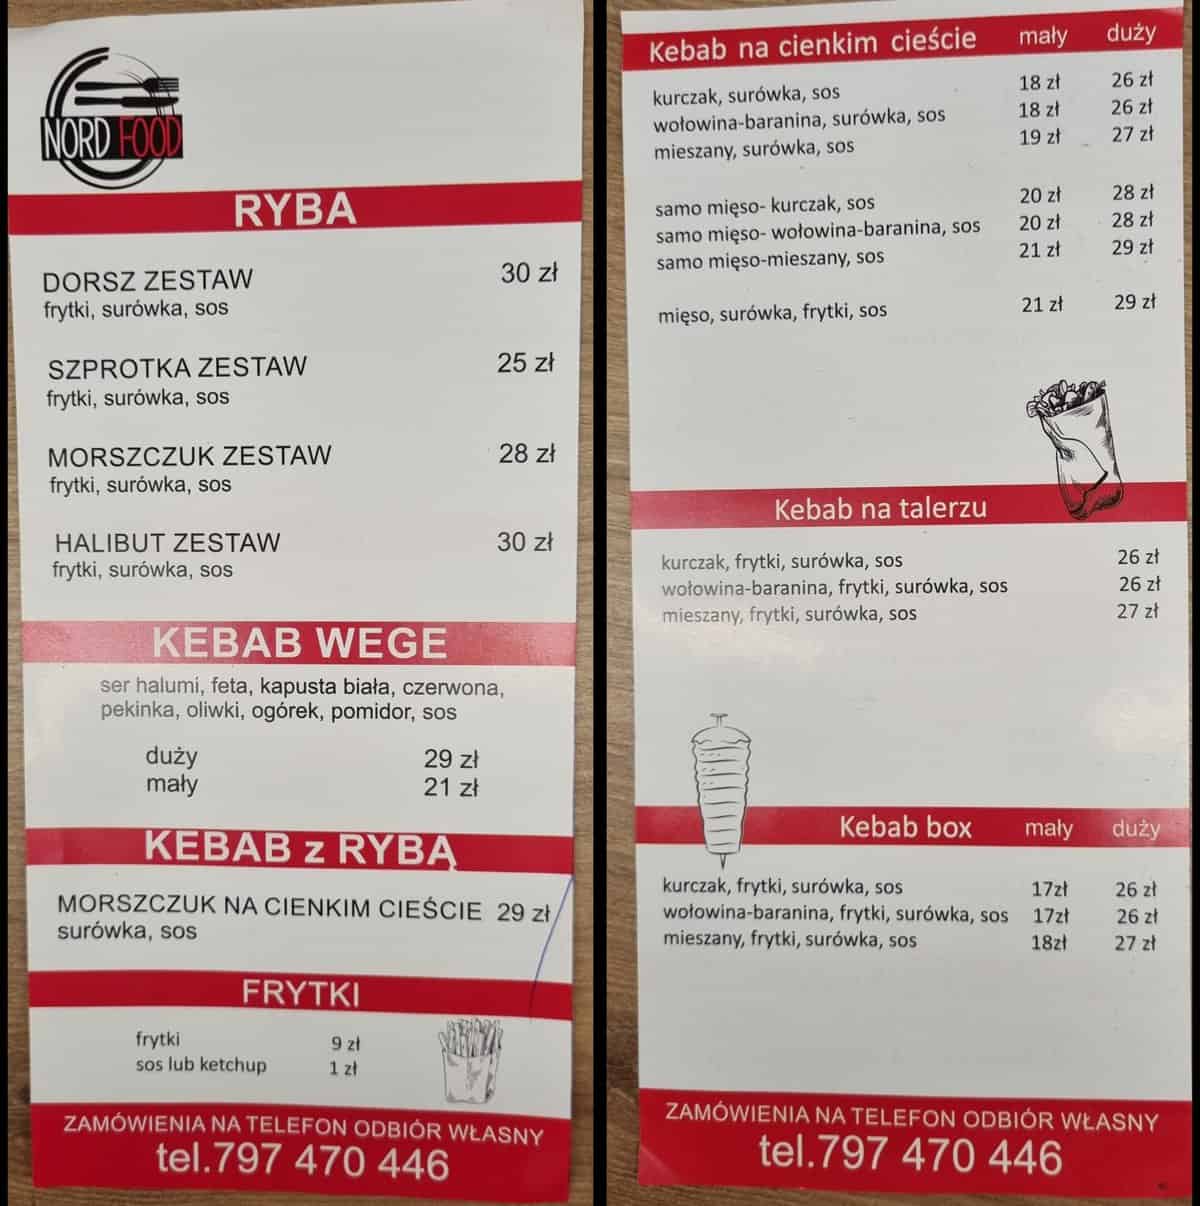 NORD FOOD
RYBA
DORSZ ZESTAW 30 zł
frytki, surówka, sos
SZPROTKA ZESTAW 25 zł
frytki, surówka, sos
MORSZCZUK ZESTAW 28 zł
frytki, surówka, sos
HALIBUT ZESTAW 30 zł
frytki, surówka, sos
KEBAB WEGE
ser halumi, feta, kapusta biała, czerwona,
pekinka, oliwki, ogórek, pomidor, sos
duży 29 zł
mały 21 zł
KEBAB z RYBĄ
MORSZCZUK NA CIENKIM CIEŚCIE 29 zł
surówka, sos
FRYTKI
frytki 9 zł
sos lub ketchup 1 zł
ZAMÓWIENIA NA TELEFON ODBIÓR WŁASNY
tel.797 470 446
Kebab na cienkim cieście mały duży
kurczak, surówka, sos 18 zł 26 zł
wołowina-baranina, surówka, sos 18 zł 26 zł
mieszany, surówka, sos 19 zł 27 zł
samo mięso- kurczak, sos 20 zł 28 zł
samo mięso- wołowina-baranina, sos 20 zł 28 zł
samo mięso-mieszany, sos 21 zł 29 zł
mięso, surówka, frytki, sos 21 zł 29 zł
Kebab na talerzu
kurczak, frytki, surówka, sos 26 zł
wołowina-baranina, frytki, surówka, sos 26 zł
mieszany, frytki, surówka, sos 27 zł
Kebab box mały duży
kurczak, frytki, surówka, sos 17zł 26 zł
wołowina-baranina, frytki, surówka, sos 17zł 26 zł
mieszany, frytki, surówka, sos 18zł 27 zł
ZAMÓWIENIA NA TELEFON ODBIÓR WŁASNY
tel.797 470 446